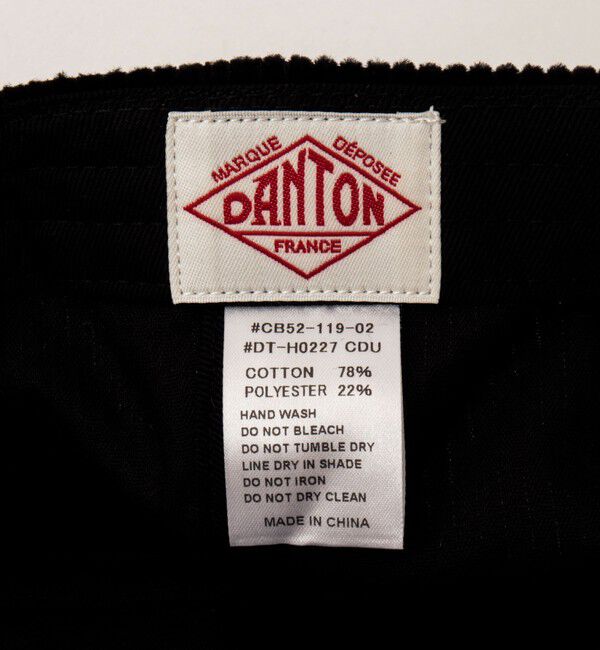 MARQUE DÉPOSEE
DANTON
FRANCE
#CB52-119-02
#DT-H0227 CDU
COTTON 78%
POLYESTER 22%
HAND WASH
DO NOT BLEACH
DO NOT TUMBLE DRY
LINE DRY IN SHADE
DO NOT IRON
DO NOT DRY CLEAN
MADE IN CHINA